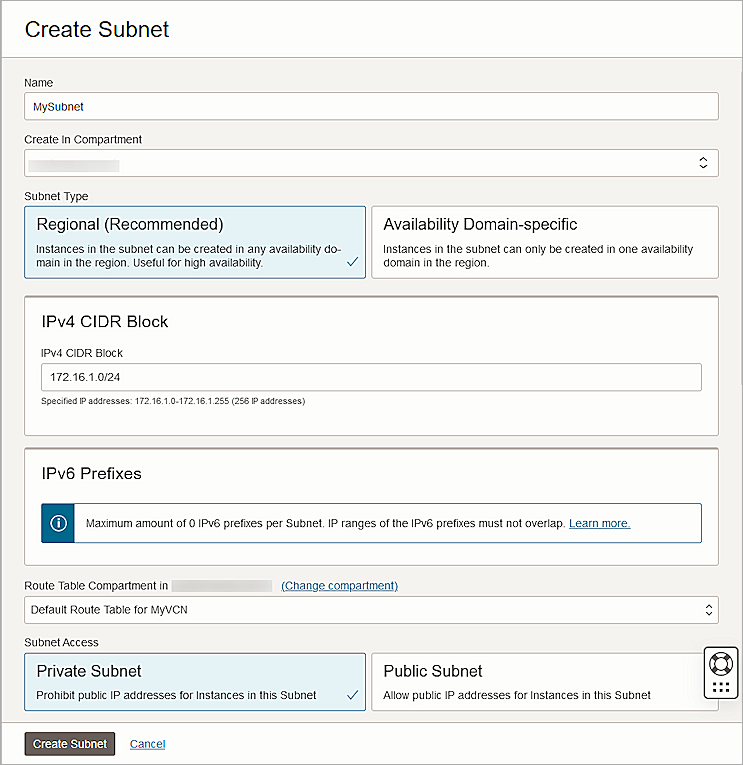 Create Subnet
Name
MySubnet
Create In Compartment
Subnet Type
Regional (Recommended)
Instances in the subnet can be created in any availability do-
main in the region. Useful for high availability.
Availability Domain-specific
Instances in the subnet can only be created in one availability
domain in the region.
IPv4 CIDR Block
IPv4 CIDR Block
172.16.1.0/24
Specified IP addresses: 172.16.1.0-172.16.1.255 (256 IP addresses)
IPv6 Prefixes
Maximum amount of 0 IPv6 prefixes per Subnet. IP ranges of the IPv6 prefixes must not overlap. Learn more.
Route Table Compartment in (Change compartment)
Default Route Table for MyVCN
Subnet Access
Private Subnet
Prohibit public IP addresses for Instances in this Subnet
Public Subnet
Allow public IP addresses for Instances in this Subnet
Create Subnet Cancel